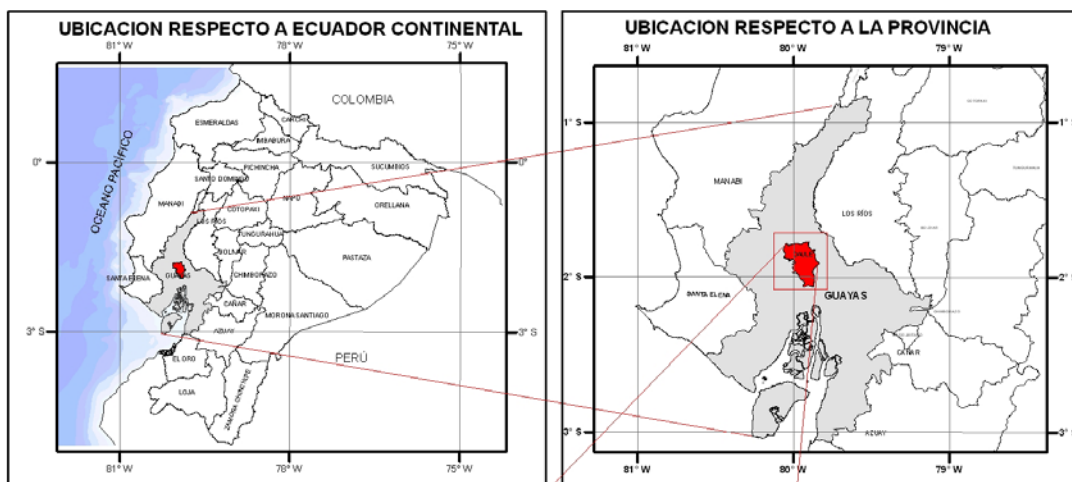 UBICACION RESPECTO A ECUADOR CONTINENTAL
81° W
78° W
75° W
COLOMBIA
ESMERALDAS
CARCHI
IMBABURA
0°
0°
PICHINCHA
SUCUMBIOS
SANTO DOMINGO
OCEANO PACÍFICO
MANABI
NAPO
ORELLANA
COTOPAXI
LOS RÍOS
TUNGURAHUA
BOLIVAR
PASTAZA
SANTA ELENA
GUAYAS
CHIMBORAZO
CAÑAR
MORONA SANTIAGO
3° S
3° S
AZUAY
PERÚ
EL ORO
LOJA
ZAMORA CHINCHIPE
81° W
78° W
75° W
UBICACION RESPECTO A LA PROVINCIA
81° W
80° W
79° W
1° S
1° S
MANABI
LOS RÍOS
2° S
2° S
SANTA ELENA
GUAYAS
CAÑAR
3° S
3° S
AZUAY
81° W
80° W
79° W